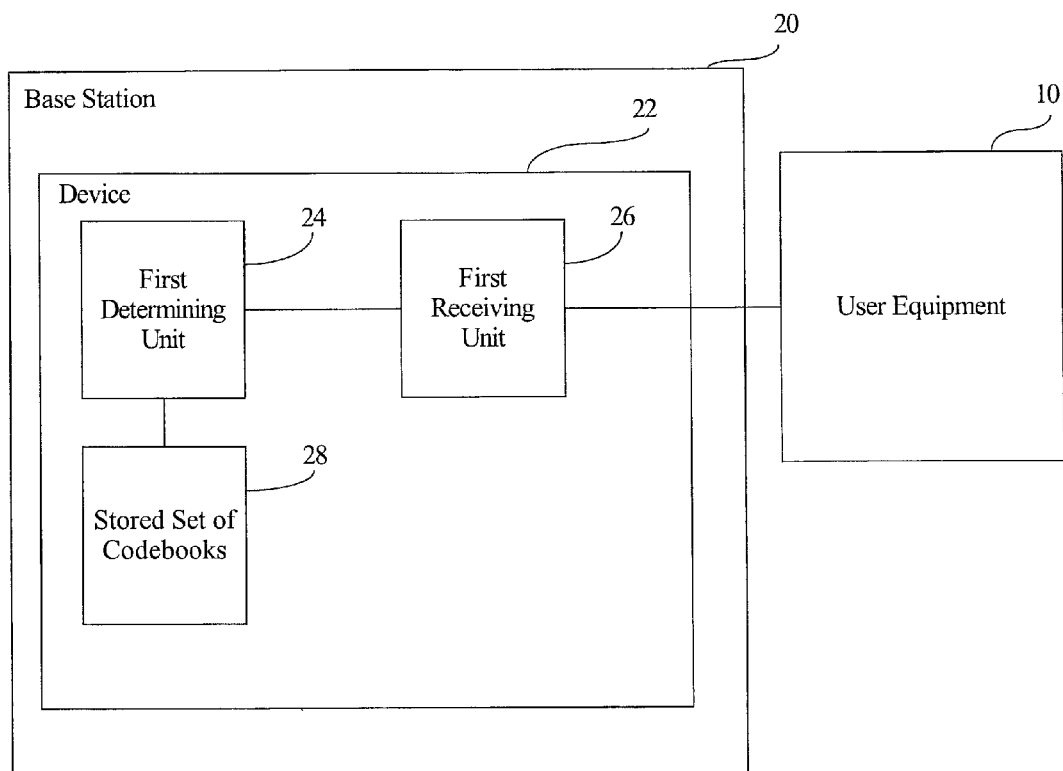 20
Base Station
10
22
Device
24
26
First
Determining
Unit
First
Receiving
Unit
User Equipment
28
Stored Set of
Codebooks